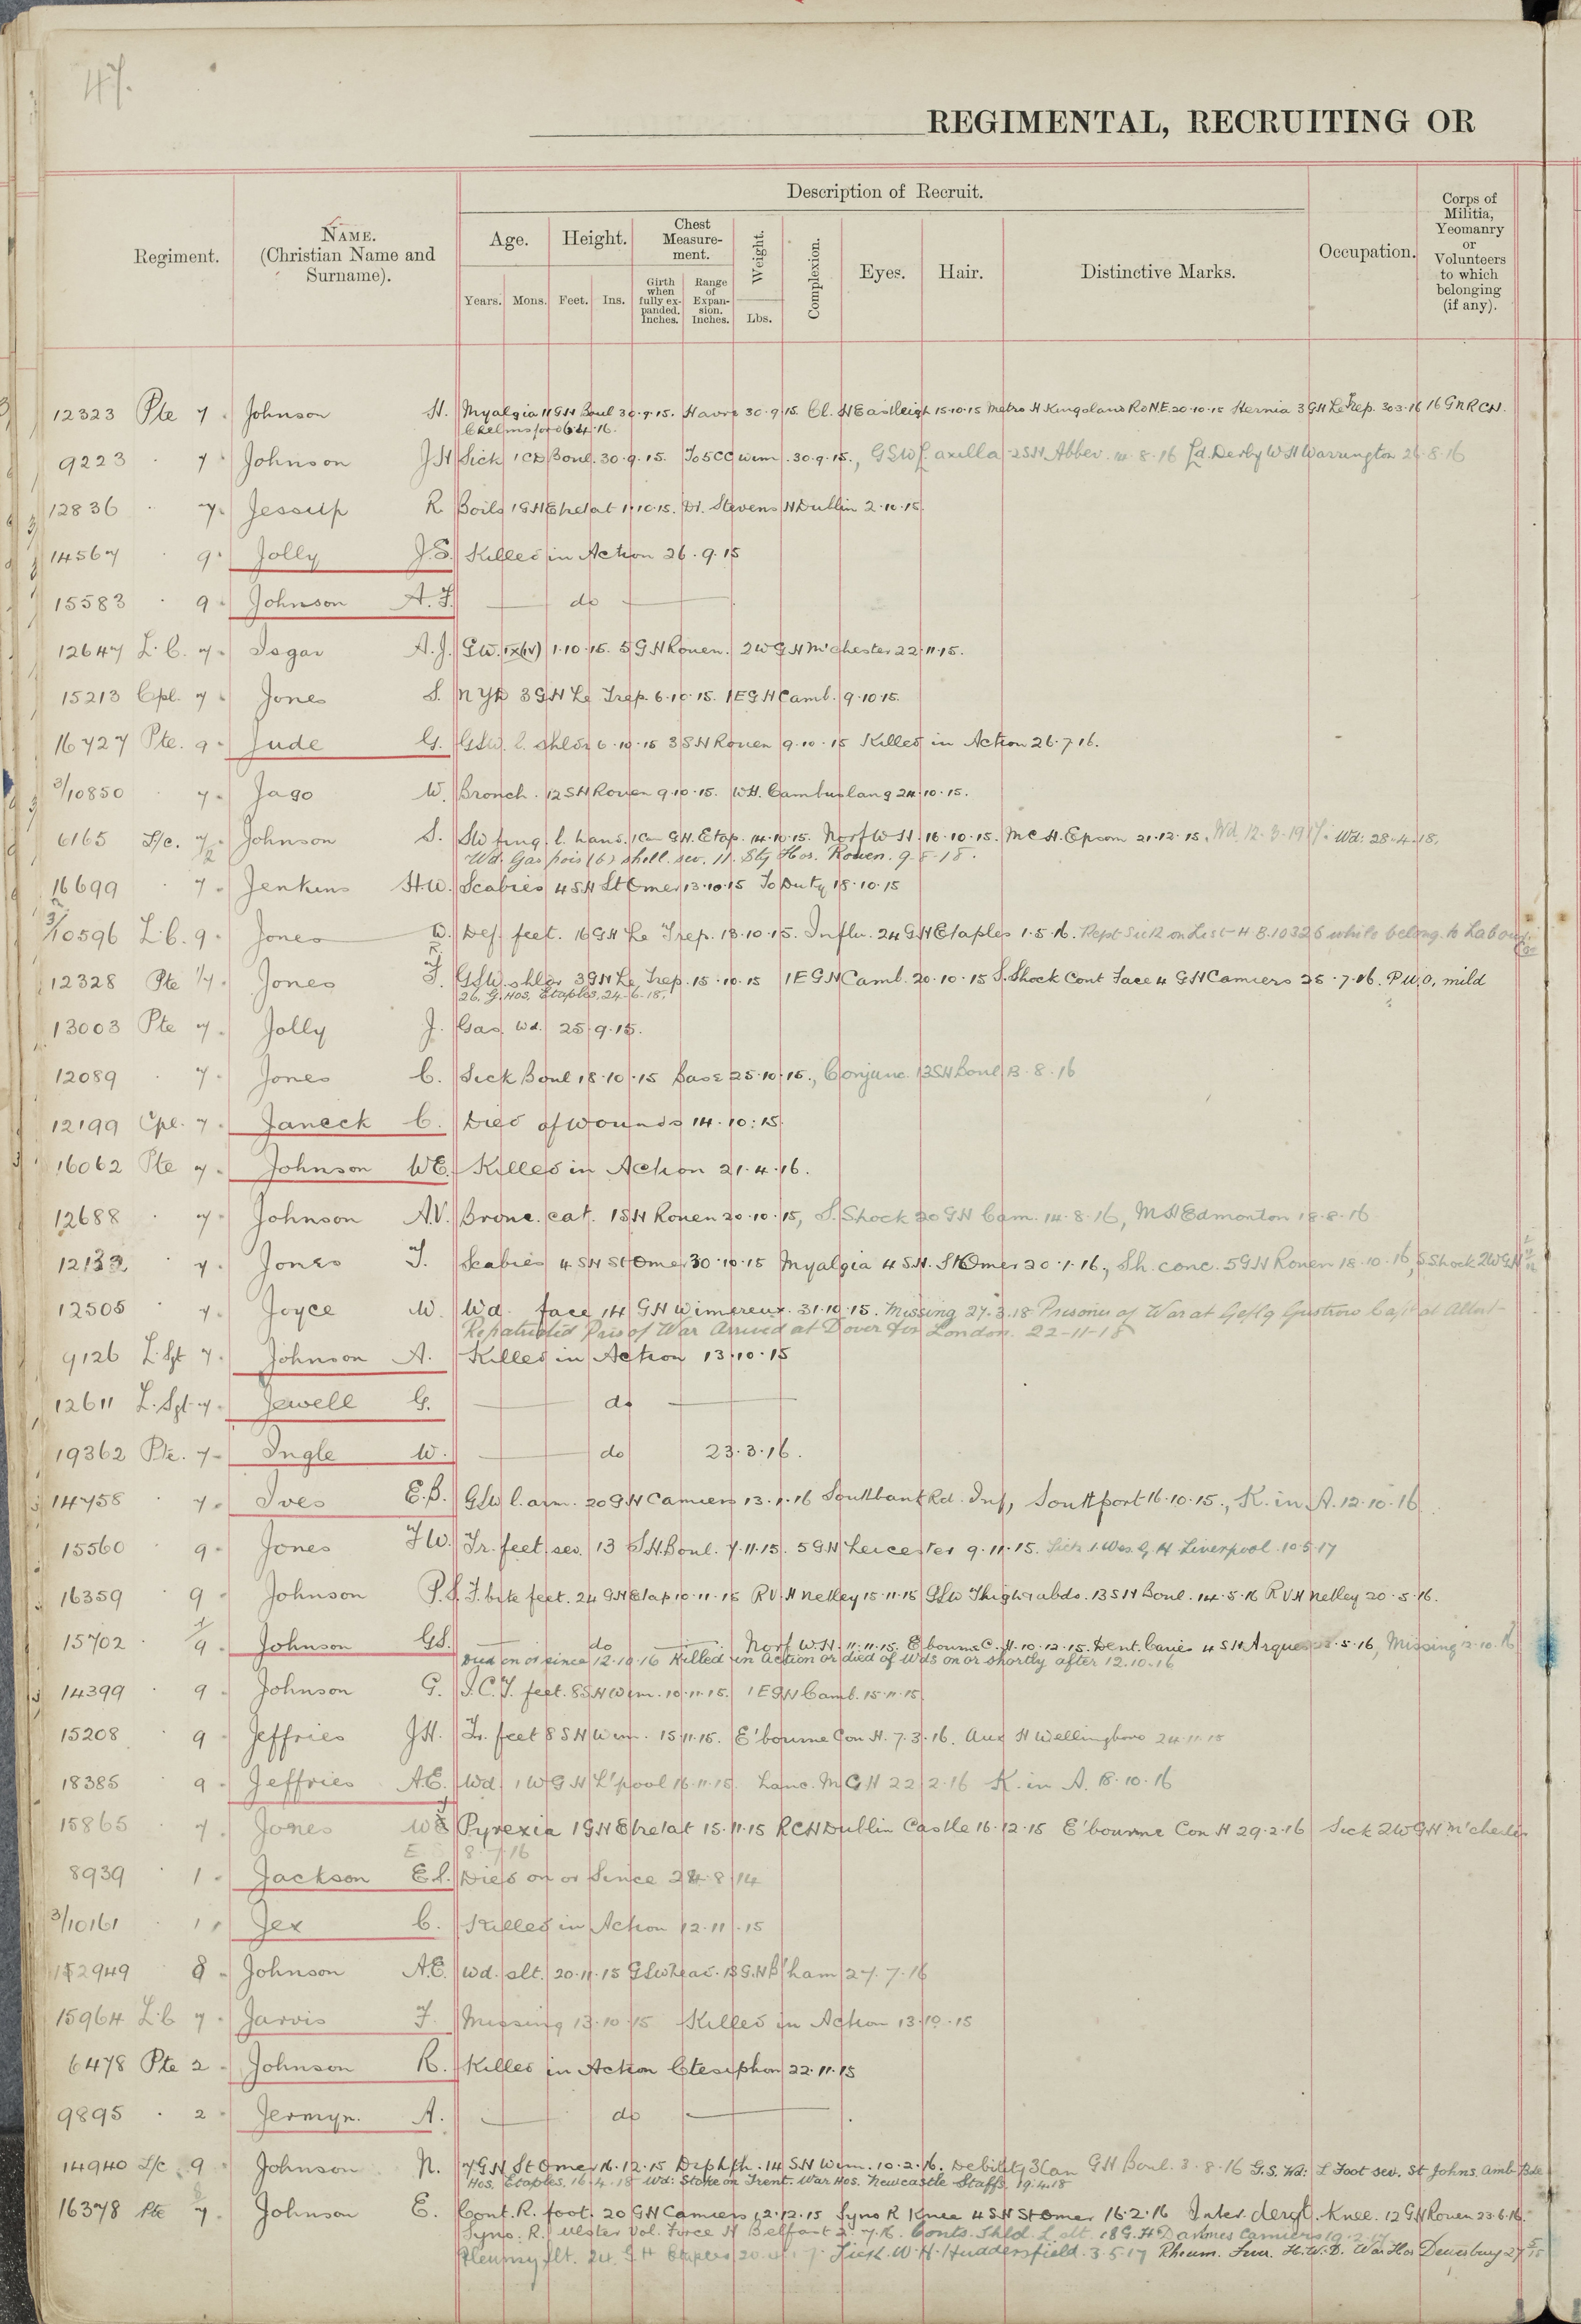 47.
REGIMENTAL, RECRUITING OR
Regiment.
NAME.
(Christian Name and
Surname).
Description of Recruit.
Age.
Height.
Chest
Measure-
ment.
Weight.
Complexion.
Eyes.
Hair.
Distinctive Marks.
Occupation.
Corps of
Militia,
Yeomanry
or
Volunteers
to which
belonging
(if any).
Years.
Mons.
Feet.
Ins.
Girth
when
fully ex-
panded.
Inches.
Range
of
Expan-
sion.
Inches.
Lbs.
12323 Pte 7 Johnson H. Myalgia 11 GH Boul 30.9.15. Havre 30.9.15 Cl. H Eastleigh 15.10.15 Metro H Kingsland Rd N.E. 20.10.15 Hernia 3 GH Le Trep. 30.3.16 16
Chelmsford 6.4.16.
9223 · 7 Johnson J.H Sick 1 CD Boul. 30.9.15. To 5 CC Wim. 30.9.15., GSW l. axilla 2 SH Abbev. 14.8.16 Ld. Derby W H Warrington 26.8.16
12836 · 7 Jessup R Boils 1 GH Etretat 1.10.15. Dr. Stevens H Dublin 2.10.15.
14567 · 9 Jolly J.S. Killed in Action 26.9.15
15583 · 9 Johnson A.F. — do —
12647 L.C. 7 Isgar A.J. G.W. IX(iv) 1.10.15. 5 GH Rouen. 2 W G H M'chester 22.11.15.
15213 Cpl. 7 Jones S. NYD 3 GH Le Trep. 6.10.15. 1 E G H Camb. 9.10.15.
16727 Pte. 9 Jude G. GSW. l. shldr 6.10.15 3 SH Rouen 9.10.15 Killed in Action 26.7.16.
3/10850 · 7 Jago W. Bronch. 12 SH Rouen 9.10.15. W.H. Cambuslang 24.10.15.
6165 L/c. 7 Johnson S. SW fing. l. hand. 1 Can GH. Etap. 14.10.15. Norf W H. 16.10.15. M C H. Epsom 21.12.15. Wd. 12.3.1917. Wd: 28.4.18.
Wd. Gas pois (b) shell. sev. 11. Sty Hos. Rouen. 9-5-18.
16699 · 7 Jenkins H.W. Scabies 4 SH St Omer 13.10.15 To Duty 18.10.15
3/10596 L.C. 9 Jones W. Def. feet. 16 GH Le Trep. 18.10.15. Influ. 24 GH Etaples 1.5.16. Rept Sick on List H.B.10326 while belong. to Labour Co
12328 Pte 7 Jones F. GSW. shldr 3 GH Le Trep. 15.10.15 1 E G H Camb. 20.10.15 S. Shock Cont Face 4 GH Camiers 25.7.16. P.U.O, mild
26. G. Hos. Etaples. 24.6.18.
13003 Pte 7 Jolly J. Gas. Wd. 25.9.15.
12089 · 7 Jones C. Sick Boul 18.10.15 Base 25.10.15., Conjunc. 13 SH Boul 13.8.16
12199 Cpl. 7 Janeck C. Died of Wounds 14.10.15.
16062 Pte 7 Johnson WE. Killed in Action 21.4.16.
12688 · 7 Johnson A.V. Bronc. cat. 1 SH Rouen 20.10.15, S. Shock 20 GH Cam. 14.8.16, M H Edmonton 18.8.16
12132 · 7 Jones T. Scabies 4 SH St Omer 30.10.15 Myalgia 4 S.H. St Omer 20.1.16., Sh. conc. 5 GH Rouen 18.10.16, S Shock 2 W G H
12505 · 7 Joyce W. Wd. face 14 GH Wimereux. 31.10.15. Missing 27.3.18 Prisoner of War at Gustrow at Albert
Repatriated Pris of War Arrived at Dover for London. 22-11-18
9126 L.Sgt 7 Johnson A. Killed in Action 13.10.15
12611 L.Sgt 7 Jewell G. — do —
19362 Pte. 7 Ingle W. — do 23.3.16.
14758 · 7 Ives E.B. GSW l. arm. 20 GH Camiers 13.1.16 Southbank Rd. Inf, Southport 16.10.15., K. in A. 12.10.16
15560 · 9 Jones F.W. Tr. feet. sev. 13 S.H. Boul. 7.11.15. 5 GH Leicester 9.11.15. Sick 1. Wes. G. H. Liverpool. 10.5.17
16359 9 Johnson P.S. F. bite feet. 24 GH Etap 10.11.15 R V. H Netley 15.11.15 GSW Thigh & abdo. 13 SH Boul. 14.5.16 R V H Netley 20.5.16.
15702 · 7/9 Johnson G.S. — do — Norf W.H. 11.11.15. E'bourne C. H. 10.12.15. Dent. Caries 4 SH Arques 23.5.16, Missing 12.10.16
Died on or since 12.10.16 Killed in action or died of wds on or shortly after 12.10.16
14399 · 9 Johnson G. I.C.T. feet. 8 SH Wim. 10.11.15. 1 E G H Camb. 15.11.15.
15208 9 Jeffries J.H. Tr. feet 8 SH Wim. 15.11.15. E'bourne Con H. 7.3.16. Aux H Wellingboro 24.11.15
18385 · 9 Jeffries A.E. Wd. 1 W G H L'pool 16.11.15. Lanc. M C H 22.2.16 K. in A. 18.10.16
15865 · 7 Jones WE Pyrexia 1 GH Etretat 15.11.15 R C H Dublin Castle 16.12.15 E'bourne Con H 29.2.16 Sick 2 W G H M'chester
8.7.16
8939 1 Jackson E.S. Died on or Since 24.8.14
3/10161 · 1 Jex C. Killed in Action 12.11.15
12949 8 Johnson A.E. Wd. slt. 20.11.15 GSW head. 13 G.H B'ham 27.7.16
15964 L.C 7 Jarvis F. Missing 13.10.15 Killed in Action 13.10.15
6478 Pte 2 Johnson R. Killed in Action Ctesiphon 22.11.15
9895 · 2 Jermyn. A. — do —
14940 L/c 9 Johnson N. 7 GH St Omer 16.12.15 Diphth. 14 SH Wim. 10.2.16. Debility 3 Can GH Boul. 3.8.16 G.S. Wd: L Foot sev. St Johns. Amb. Bde
Hos. Etaples. 16.4.18 Wd: Stoke on Trent. War Hos. Newcastle Staffs. 19.4.18
16378 Pte 7 Johnson E. Cont. R. foot. 20 GH Camiers 12.12.15 Syno R Knee 4 SH St Omer 16.2.16 Inter. dergt. Knee. 12 GH Rouen 23.6.16.
Syno. R. Ulster Vol. Force H Belfast 2.7.16. Conts. Shld. L slt. 18 G. H Dannes Camiers 19.2.17
Pleurisy slt. 24. G H Etaples 20.4.17. Sick. W. H. Huddersfield. 3.5.17 Rheum. Fever. H.W.D. War Hos Dewsbury 27